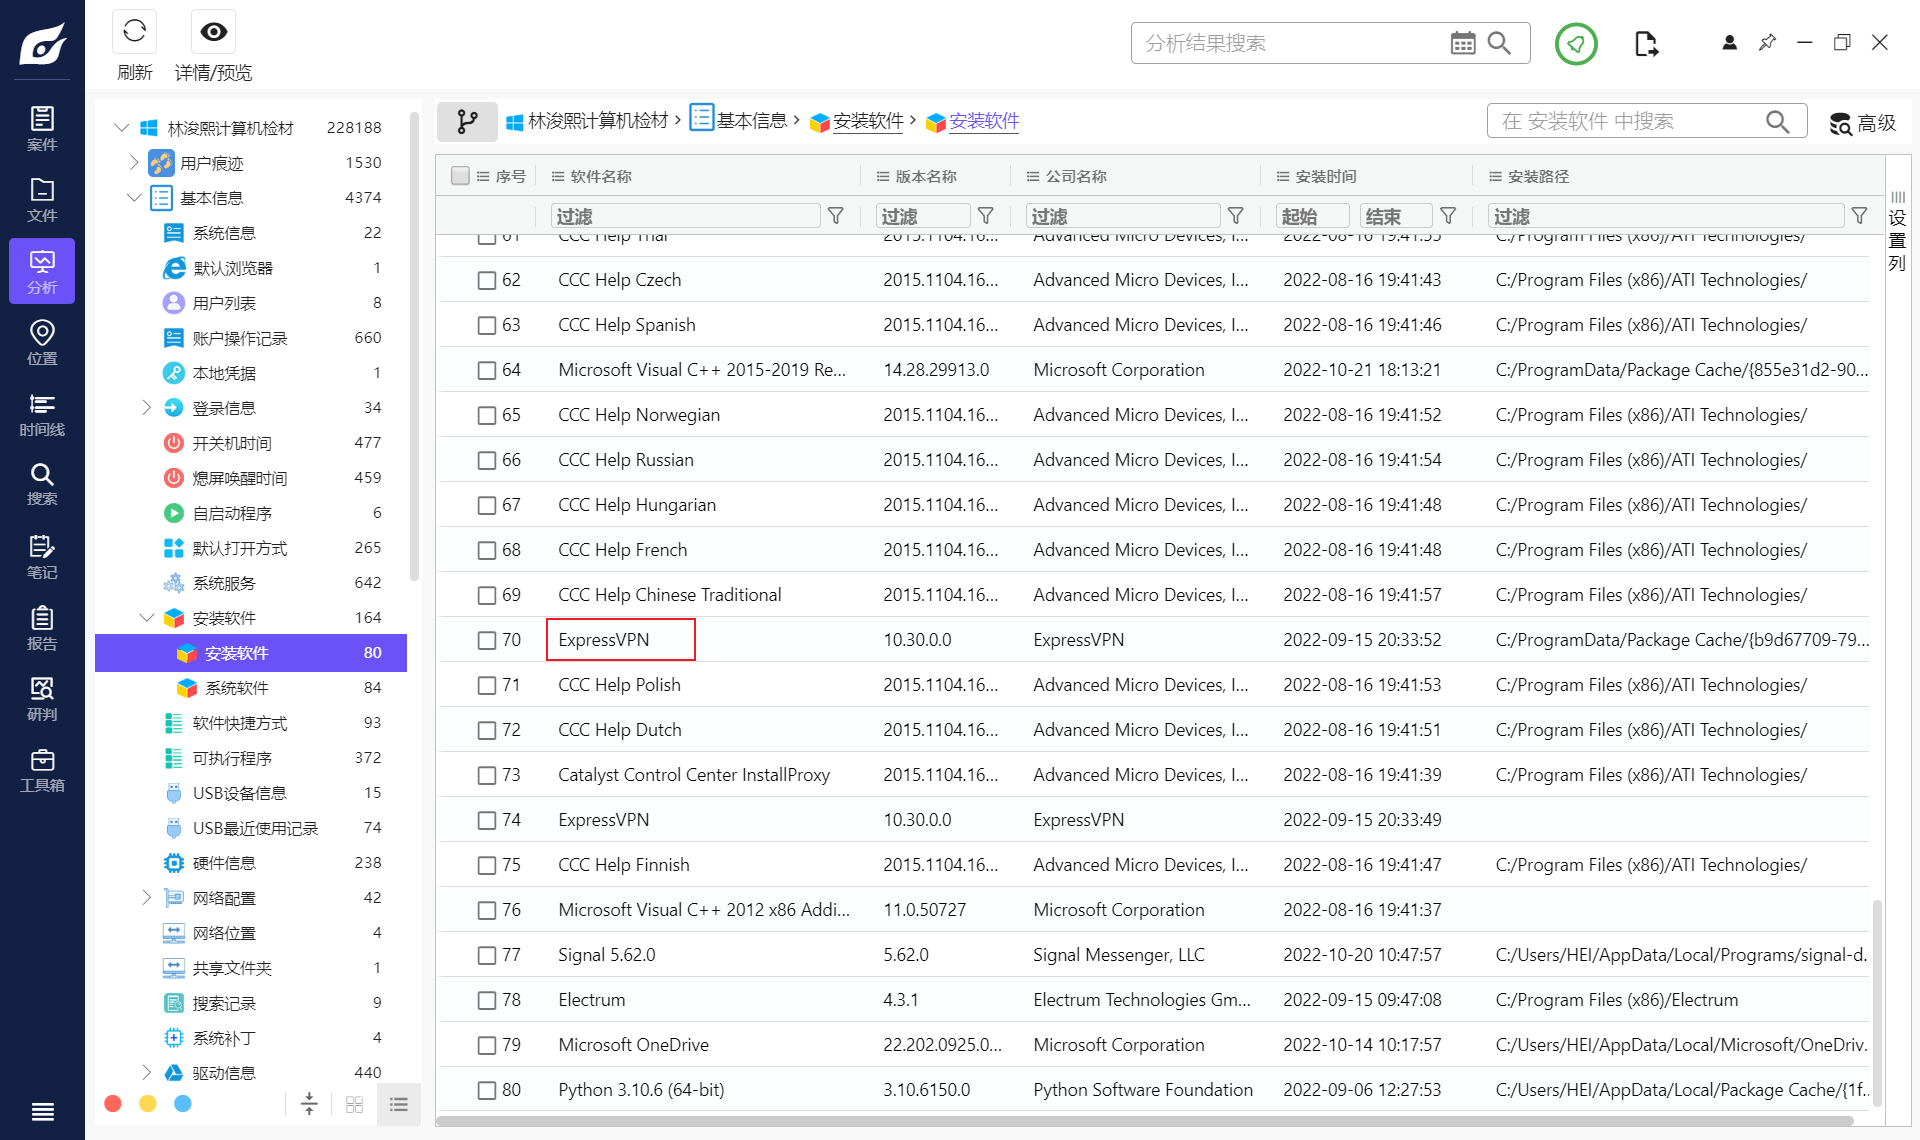 刷新
详情/预览
分析结果搜索
案件
文件
分析
位置
时间线
搜索
笔记
报告
研判
工具箱
林浚熙计算机检材 228188
用户痕迹 1530
基本信息 4374
系统信息 22
默认浏览器 1
用户列表 8
账户操作记录 660
本地凭据 1
登录信息 34
开关机时间 477
熄屏唤醒时间 459
自启动程序 6
默认打开方式 265
系统服务 642
安装软件 164
安装软件 80
系统软件 84
软件快捷方式 93
可执行程序 372
USB设备信息 15
USB最近使用记录 74
硬件信息 238
网络配置 42
网络位置 4
共享文件夹 1
搜索记录 9
系统补丁 4
驱动信息 440
林浚熙计算机检材 › 基本信息 › 安装软件 › 安装软件
在 安装软件 中搜索
高级
序号 软件名称 版本名称 公司名称 安装时间 安装路径
过滤 过滤 过滤 起始 结束 过滤
设置列
61 CCC Help Thai 2015.1104.16... Advanced Micro Devices, I... 2022-08-16 19:41:55 C:/Program Files (x86)/ATI Technologies/
62 CCC Help Czech 2015.1104.16... Advanced Micro Devices, I... 2022-08-16 19:41:43 C:/Program Files (x86)/ATI Technologies/
63 CCC Help Spanish 2015.1104.16... Advanced Micro Devices, I... 2022-08-16 19:41:46 C:/Program Files (x86)/ATI Technologies/
64 Microsoft Visual C++ 2015-2019 Re... 14.28.29913.0 Microsoft Corporation 2022-10-21 18:13:21 C:/ProgramData/Package Cache/{855e31d2-90...
65 CCC Help Norwegian 2015.1104.16... Advanced Micro Devices, I... 2022-08-16 19:41:52 C:/Program Files (x86)/ATI Technologies/
66 CCC Help Russian 2015.1104.16... Advanced Micro Devices, I... 2022-08-16 19:41:54 C:/Program Files (x86)/ATI Technologies/
67 CCC Help Hungarian 2015.1104.16... Advanced Micro Devices, I... 2022-08-16 19:41:48 C:/Program Files (x86)/ATI Technologies/
68 CCC Help French 2015.1104.16... Advanced Micro Devices, I... 2022-08-16 19:41:48 C:/Program Files (x86)/ATI Technologies/
69 CCC Help Chinese Traditional 2015.1104.16... Advanced Micro Devices, I... 2022-08-16 19:41:57 C:/Program Files (x86)/ATI Technologies/
70 ExpressVPN 10.30.0.0 ExpressVPN 2022-09-15 20:33:52 C:/ProgramData/Package Cache/{b9d67709-79...
71 CCC Help Polish 2015.1104.16... Advanced Micro Devices, I... 2022-08-16 19:41:53 C:/Program Files (x86)/ATI Technologies/
72 CCC Help Dutch 2015.1104.16... Advanced Micro Devices, I... 2022-08-16 19:41:51 C:/Program Files (x86)/ATI Technologies/
73 Catalyst Control Center InstallProxy 2015.1104.16... Advanced Micro Devices, I... 2022-08-16 19:41:39 C:/Program Files (x86)/ATI Technologies/
74 ExpressVPN 10.30.0.0 ExpressVPN 2022-09-15 20:33:49
75 CCC Help Finnish 2015.1104.16... Advanced Micro Devices, I... 2022-08-16 19:41:47 C:/Program Files (x86)/ATI Technologies/
76 Microsoft Visual C++ 2012 x86 Addi... 11.0.50727 Microsoft Corporation 2022-08-16 19:41:37
77 Signal 5.62.0 5.62.0 Signal Messenger, LLC 2022-10-20 10:47:57 C:/Users/HEI/AppData/Local/Programs/signal-d.
78 Electrum 4.3.1 Electrum Technologies Gm... 2022-09-15 09:47:08 C:/Program Files (x86)/Electrum
79 Microsoft OneDrive 22.202.0925.0... Microsoft Corporation 2022-10-14 10:17:57 C:/Users/HEI/AppData/Local/Microsoft/OneDriv.
80 Python 3.10.6 (64-bit) 3.10.6150.0 Python Software Foundation 2022-09-06 12:27:53 C:/Users/HEI/AppData/Local/Package Cache/{1f..